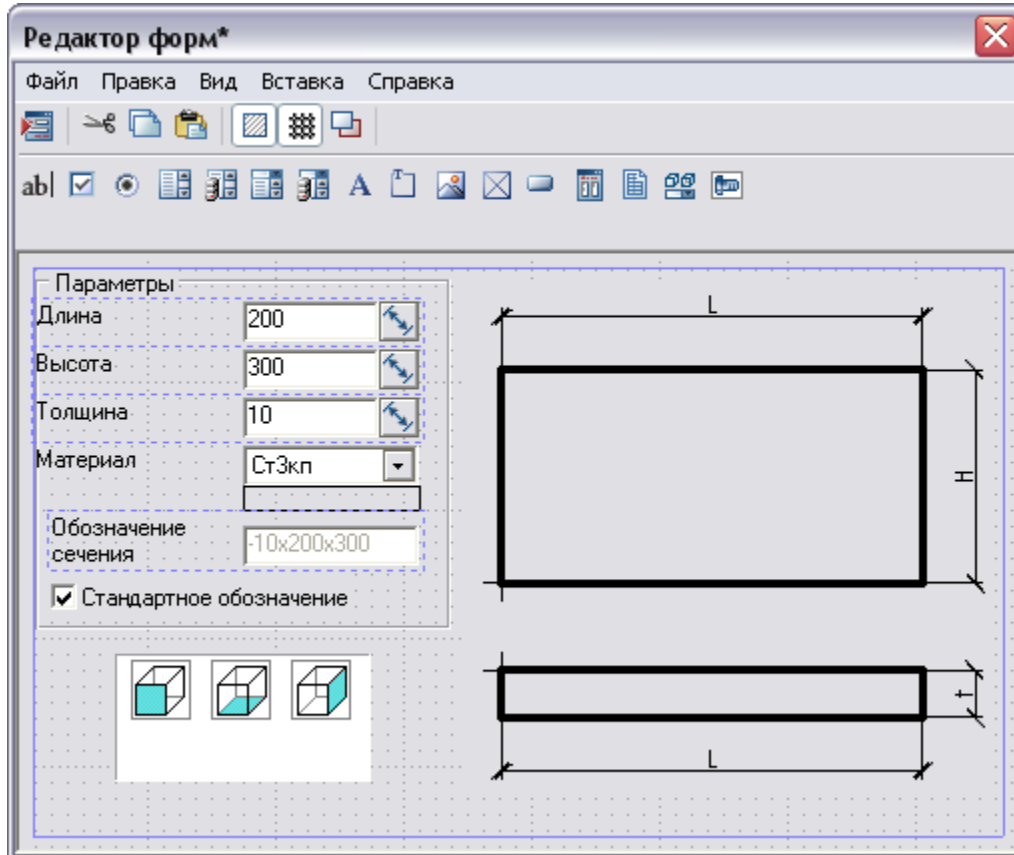 Редактор форм*
Файл Правка Вид Вставка Справка
ab|
A
T
Параметры
Длина 200
Высота 300
Толщина 10
Материал Ст3кп
Обозначение
сечения
-10x200x300
Стандартное обозначение
L
H
t
L